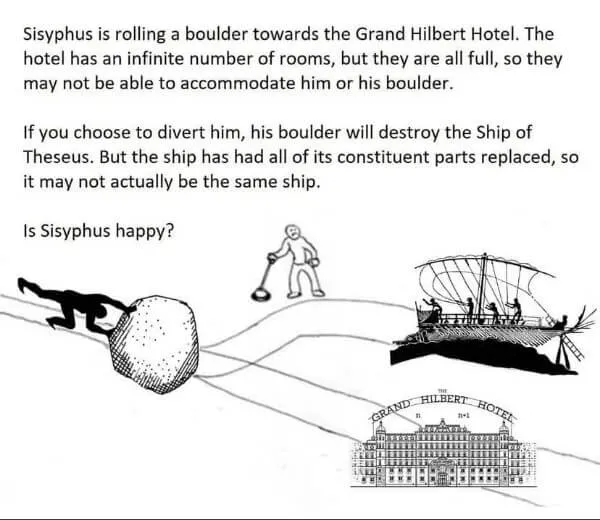 Sisyphus is rolling a boulder towards the Grand Hilbert Hotel. The
hotel has an infinite number of rooms, but they are all full, so they
may not be able to accommodate him or his boulder.
If you choose to divert him, his boulder will destroy the Ship of
Theseus. But the ship has had all of its constituent parts replaced, so
it may not actually be the same ship.
Is Sisyphus happy?
THE
GRAND HILBERT HOTEL
n n+1